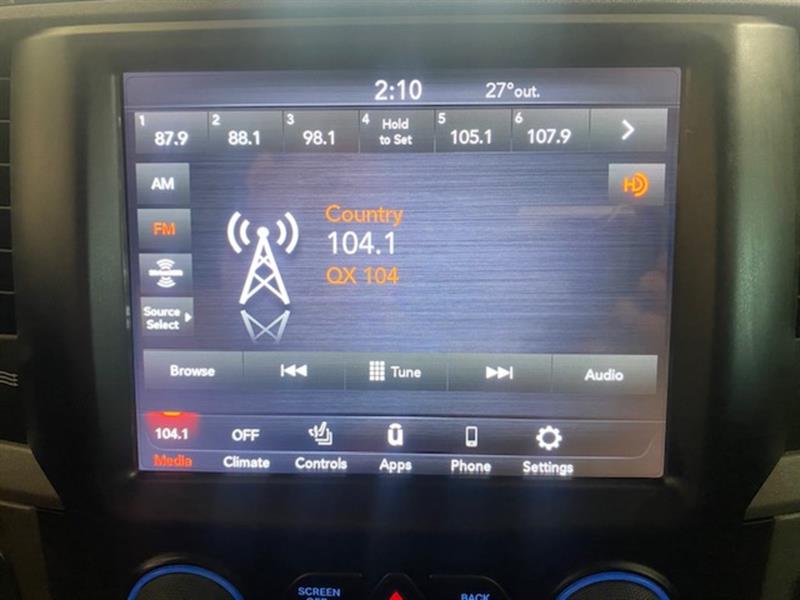 2:10 27°out.
1 2 3 4 5 6
87.9 88.1 98.1 Hold to Set 105.1 107.9
AM HD
FM
Country
104.1
QX 104
Source
Select
Browse Tune Audio
104.1 OFF
Media Climate Controls Apps Phone Settings
SCREEN
OFF BACK